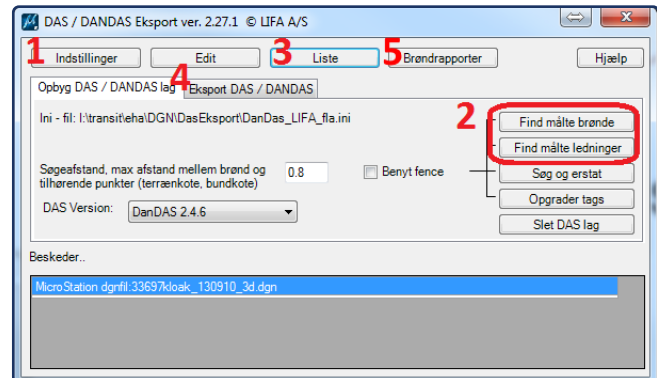 DAS / DANDAS Eksport ver. 2.27.1 © LIFA A/S
1 Indstillinger Edit 3 Liste 5 Brøndrapporter Hjælp
Opbyg DAS / DANDAS lag 4 Eksport DAS / DANDAS
Ini - fil: I:\transit\eha\DGN\DasEksport\DanDas_LIFA_fla.ini
2 Find målte brønde
Find målte ledninger
Søgeafstand, max afstand mellem brønd og
tilhørende punkter (terrænkote, bundkote)
0.8 Benyt fence Søg og erstat
Opgrader tags
DAS Version: DanDAS 2.4.6
Slet DAS lag
Beskeder..
MicroStation dgnfil:33697kloak_130910_3d.dgn